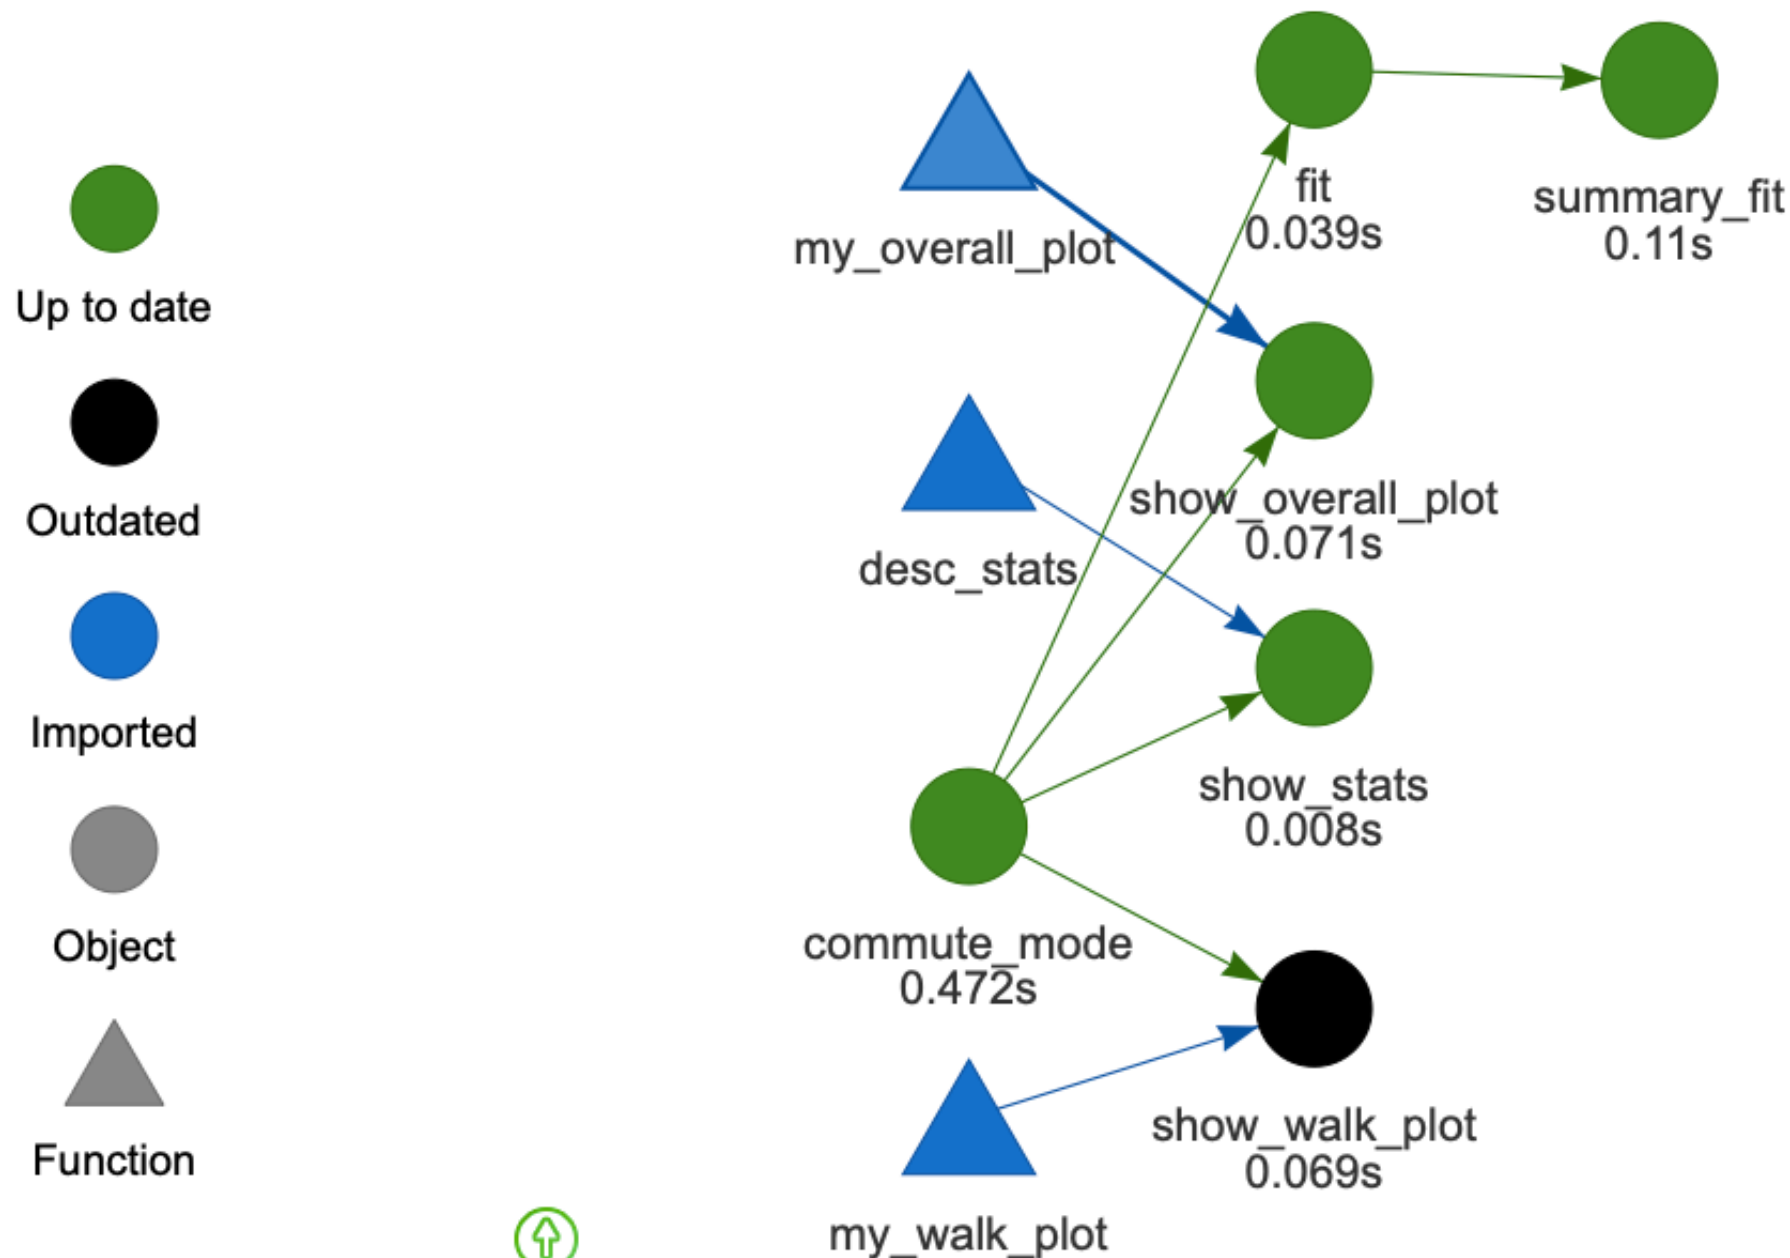 Up to date
Outdated
Imported
Object
Function
my_overall_plot
desc_stats
commute_mode
0.472s
my_walk_plot
fit
0.039s
show_overall_plot
0.071s
show_stats
0.008s
show_walk_plot
0.069s
summary_fit
0.11s